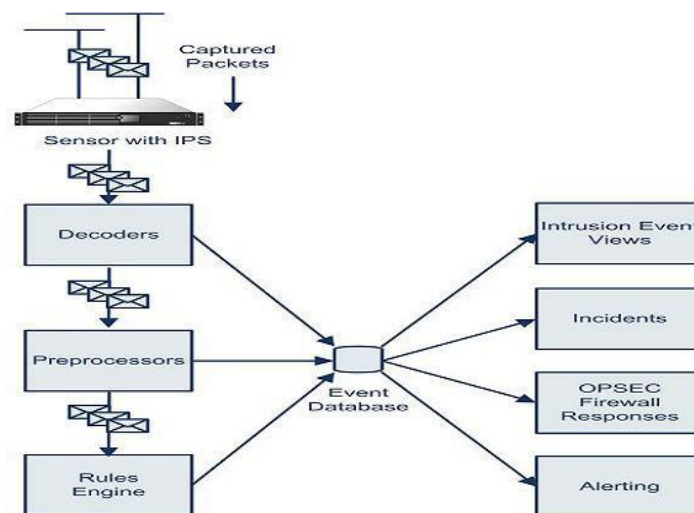 Captured
Packets
Sensor with IPS
Decoders
Preprocessors
Rules
Engine
Event
Database
Intrusion Event
Views
Incidents
OPSEC
Firewall
Responses
Alerting